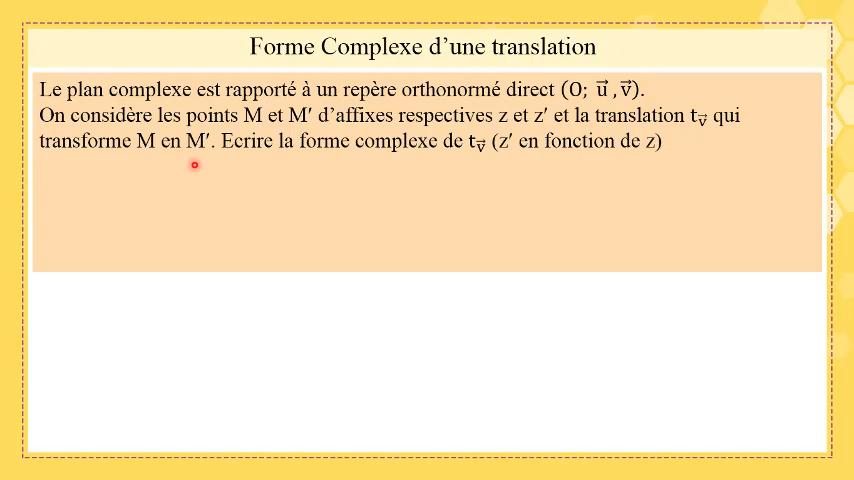 Forme Complexe d’une translation
Le plan complexe est rapporté à un repère orthonormé direct (O; u⃗ ,v⃗).
On considère les points M et M′ d’affixes respectives z et z′ et la translation t_v⃗ qui
transforme M en M′. Ecrire la forme complexe de t_v⃗ (z′ en fonction de z)